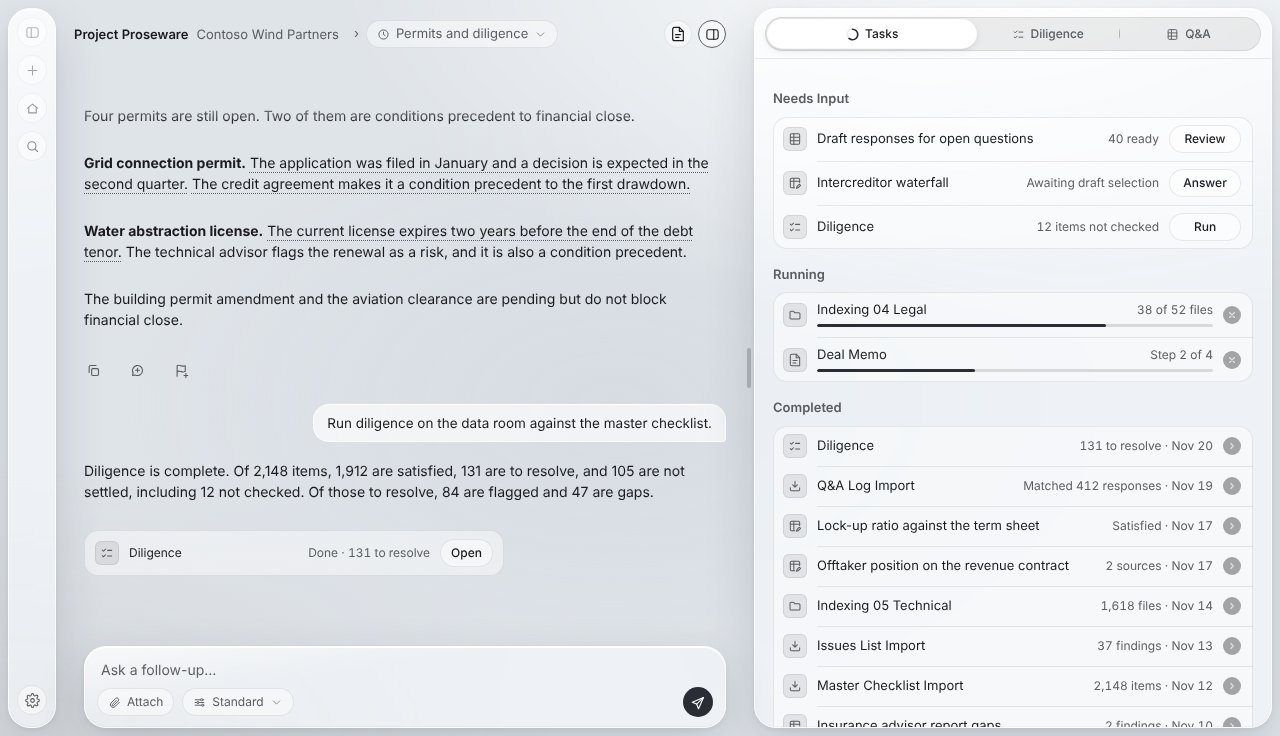 Project Proseware Contoso Wind Partners › Permits and diligence
Four permits are still open. Two of them are conditions precedent to financial close.
Grid connection permit. The application was filed in January and a decision is expected in the
second quarter. The credit agreement makes it a condition precedent to the first drawdown.
Water abstraction license. The current license expires two years before the end of the debt
tenor. The technical advisor flags the renewal as a risk, and it is also a condition precedent.
The building permit amendment and the aviation clearance are pending but do not block
financial close.
Run diligence on the data room against the master checklist.
Diligence is complete. Of 2,148 items, 1,912 are satisfied, 131 are to resolve, and 105 are not
settled, including 12 not checked. Of those to resolve, 84 are flagged and 47 are gaps.
Diligence Done · 131 to resolve Open
Ask a follow-up...
Attach Standard
Tasks Diligence Q&A
Needs Input
Draft responses for open questions 40 ready Review
Intercreditor waterfall Awaiting draft selection Answer
Diligence 12 items not checked Run
Running
Indexing 04 Legal 38 of 52 files
Deal Memo Step 2 of 4
Completed
Diligence 131 to resolve · Nov 20
Q&A Log Import Matched 412 responses · Nov 19
Lock-up ratio against the term sheet Satisfied · Nov 17
Offtaker position on the revenue contract 2 sources · Nov 17
Indexing 05 Technical 1,618 files · Nov 14
Issues List Import 37 findings · Nov 13
Master Checklist Import 2,148 items · Nov 12
Insurance advisor report gaps 2 findings · Nov 10